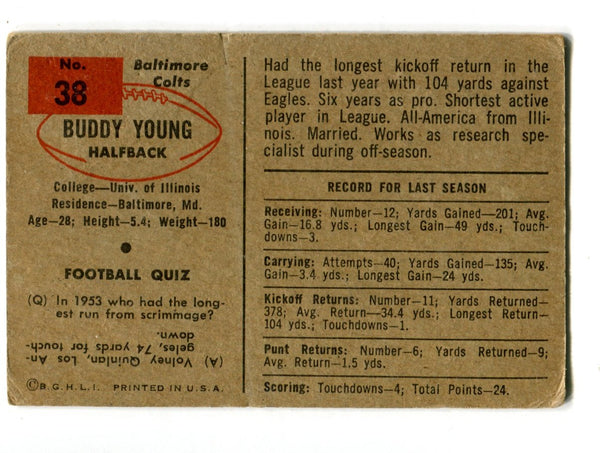 No.
38
Baltimore
Colts
BUDDY YOUNG
HALFBACK
College—Univ. of Illinois
Residence—Baltimore, Md.
Age—28; Height—5.4; Weight—180
FOOTBALL QUIZ
(Q) In 1953 who had the long-
est run from scrimmage?
(A) Volney Quinlan, Los An-
geles, 74 yards for touch-
down.
©B.G.H.L.I. PRINTED IN U.S.A.
Had the longest kickoff return in the
League last year with 104 yards against
Eagles. Six years as pro. Shortest active
player in League. All-America from Illi-
nois. Married. Works as research spe-
cialist during off-season.
RECORD FOR LAST SEASON
Receiving: Number—12; Yards Gained—201; Avg.
Gain—16.8 yds.; Longest Gain—49 yds.; Touch-
downs—3.
Carrying: Attempts—40; Yards Gained—135; Avg.
Gain—3.4 yds.; Longest Gain—24 yds.
Kickoff Returns: Number—11; Yards Returned—
378; Avg. Return—34.4 yds.; Longest Return—
104 yds.; Touchdowns—1.
Punt Returns: Number—6; Yards Returned—9;
Avg. Return—1.5 yds.
Scoring: Touchdowns—4; Total Points—24.